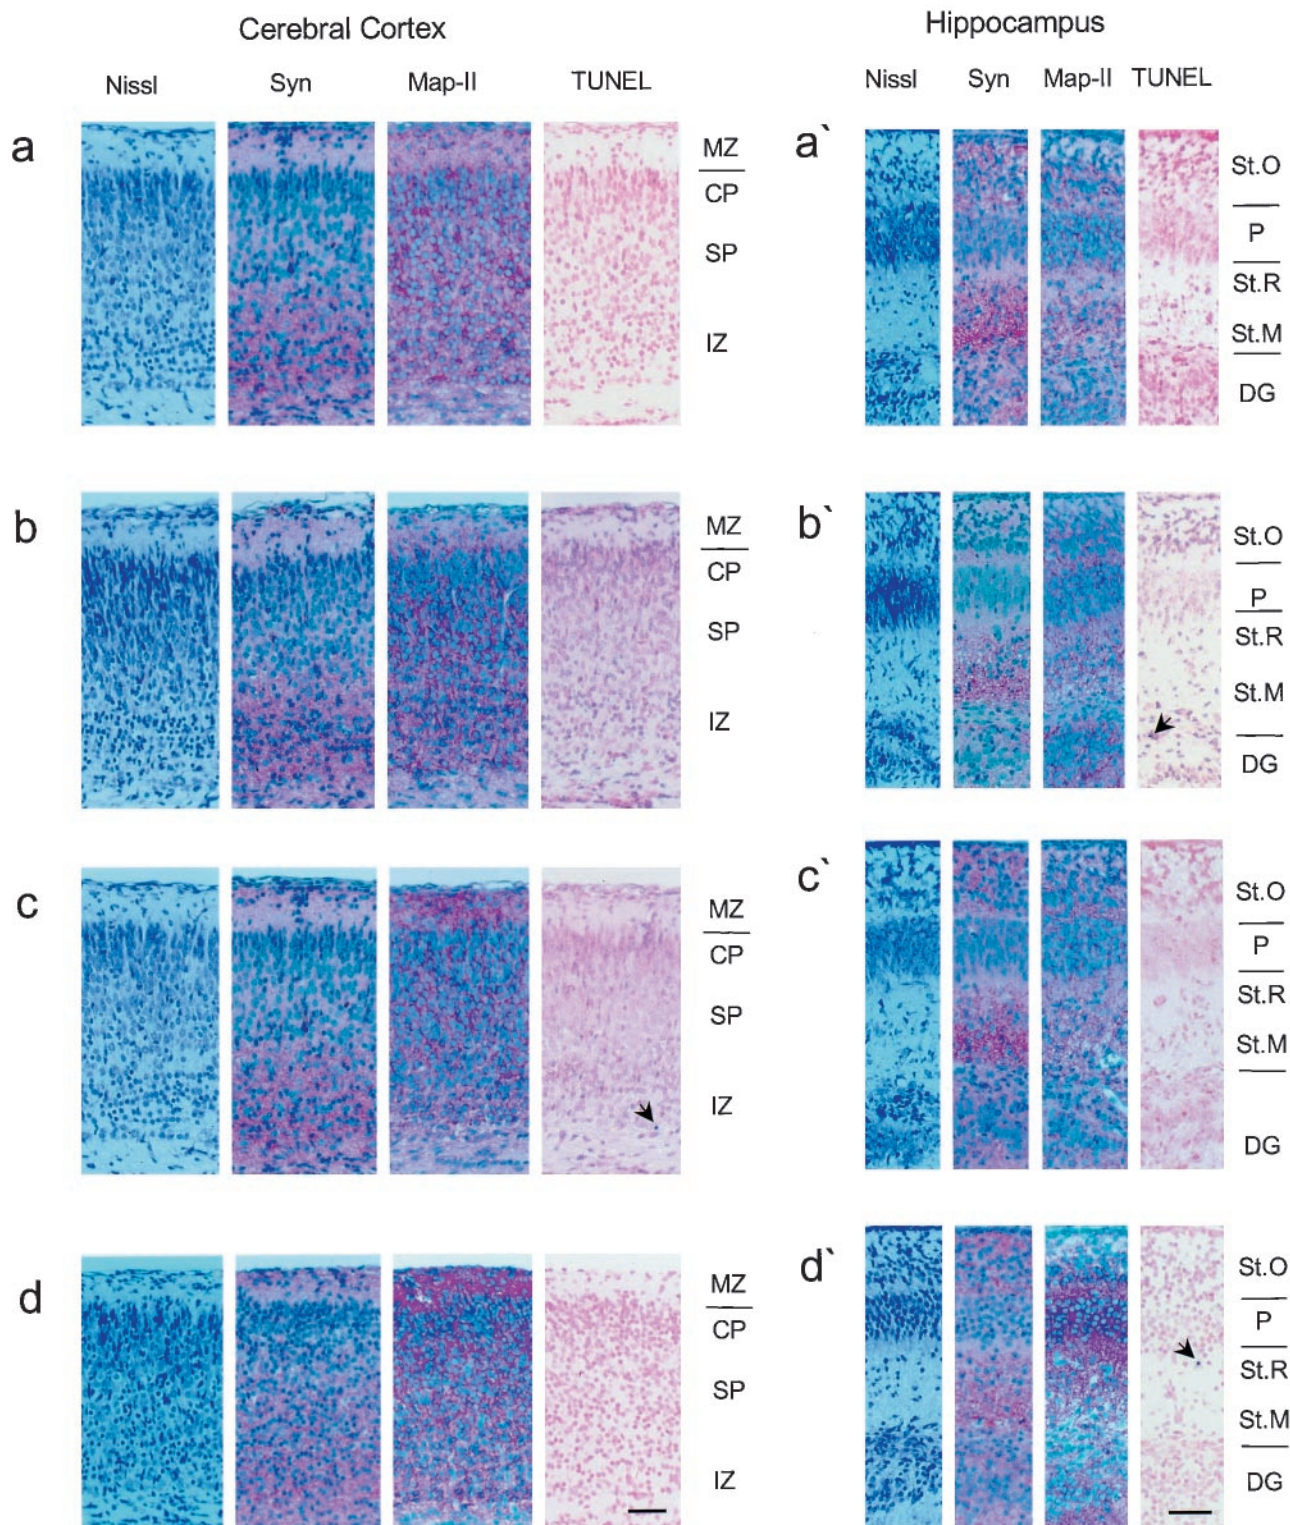 Cerebral Cortex
Hippocampus
Nissl Syn Map-II TUNEL
Nissl Syn Map-II TUNEL
a
MZ
CP
SP
IZ
a`
St.O
P
St.R
St.M
DG
b
MZ
CP
SP
IZ
b`
St.O
P
St.R
St.M
DG
c
MZ
CP
SP
IZ
c`
St.O
P
St.R
St.M
DG
d
MZ
CP
SP
IZ
d`
St.O
P
St.R
St.M
DG